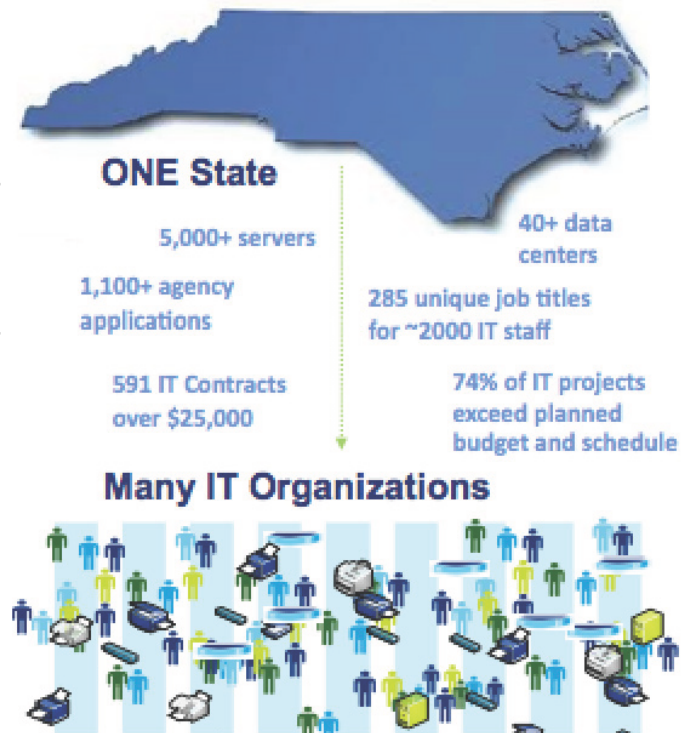 ONE State
5,000+ servers
40+ data
centers
1,100+ agency
applications
285 unique job titles
for ~2000 IT staff
591 IT Contracts
over $25,000
74% of IT projects
exceed planned
budget and schedule
Many IT Organizations